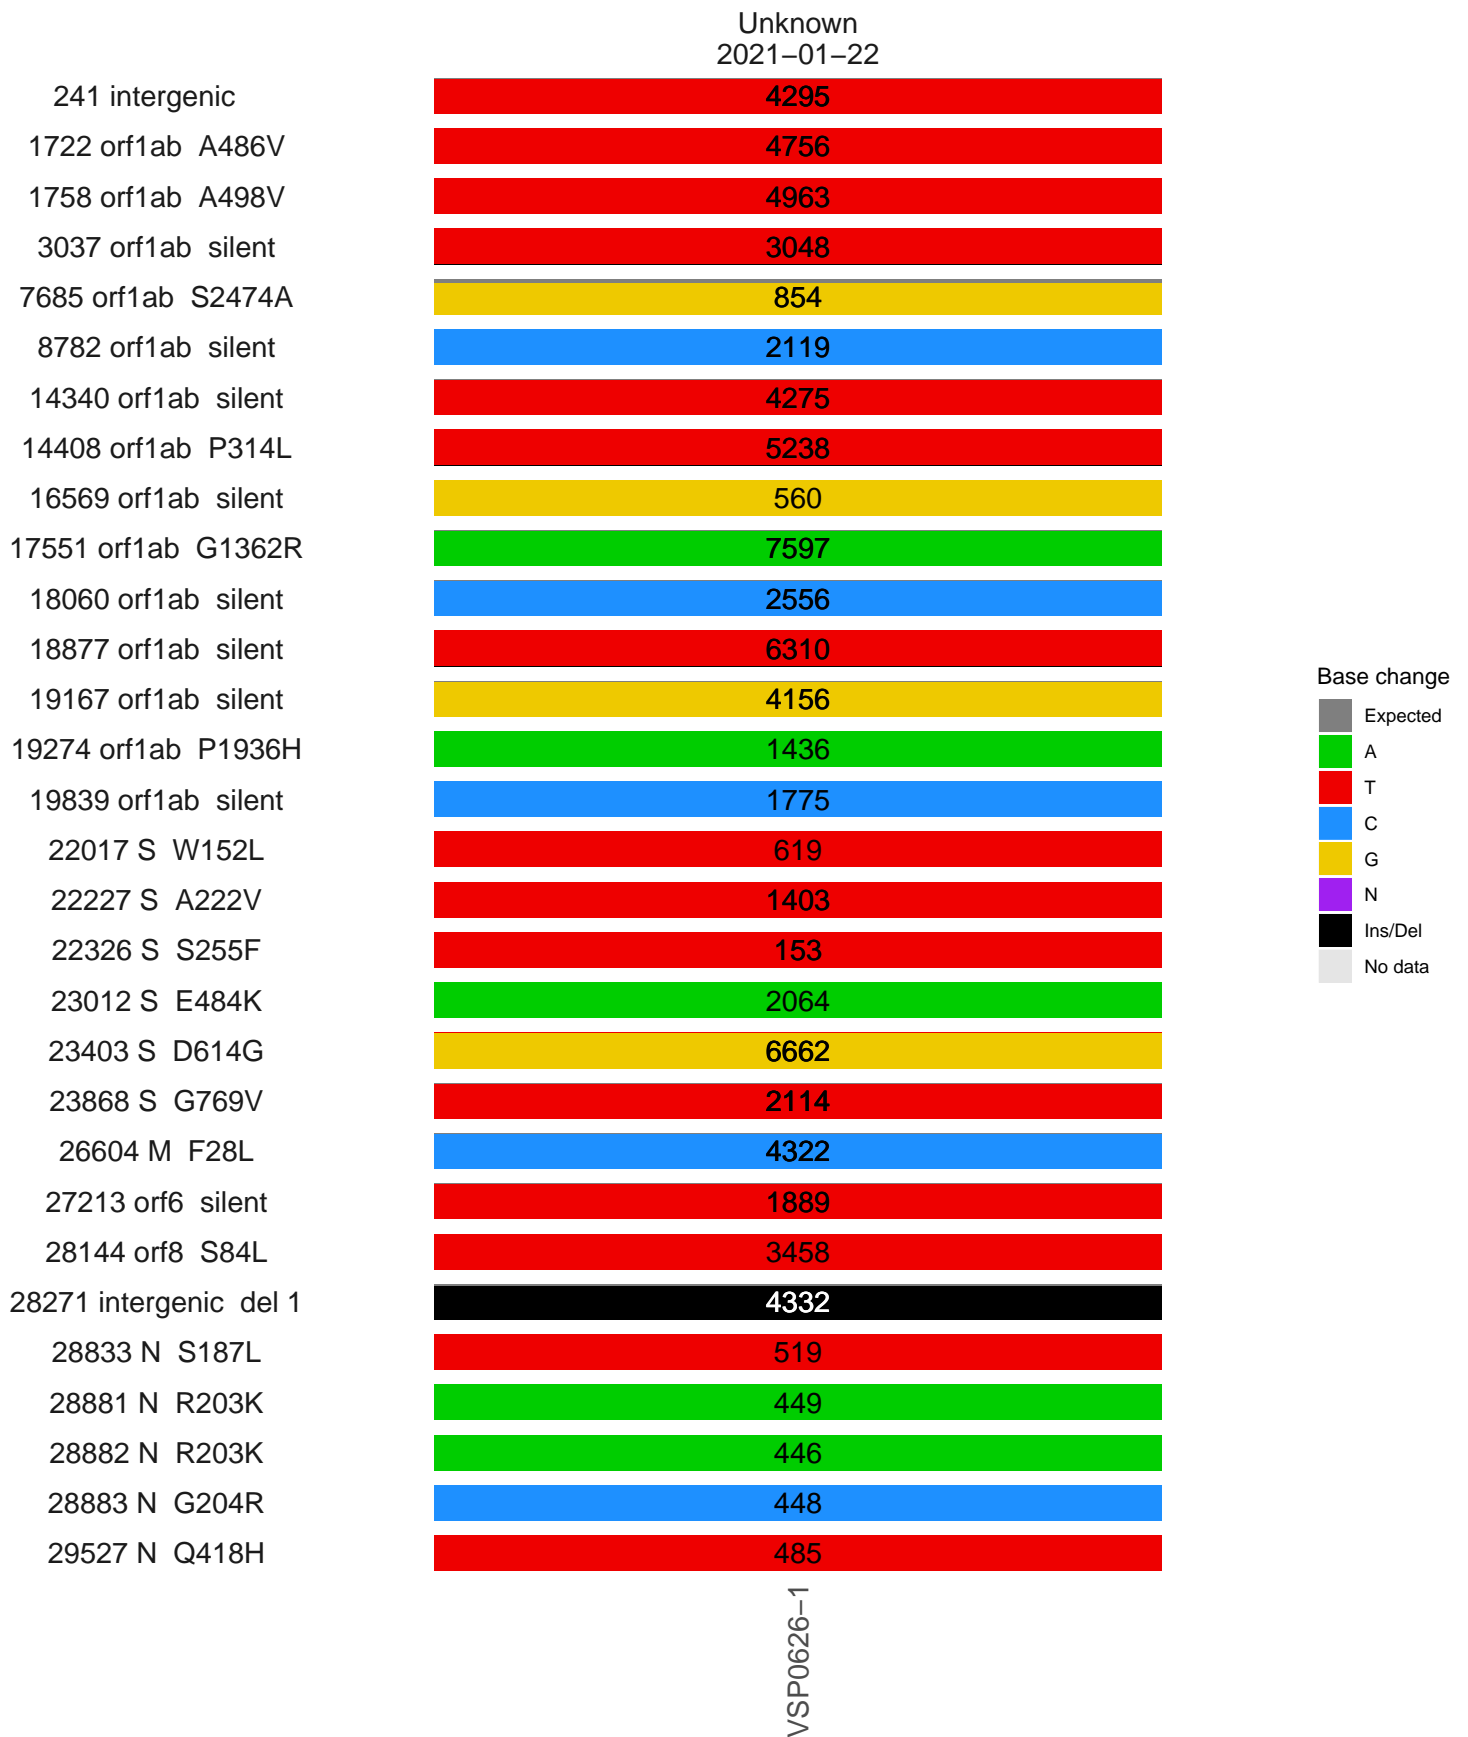 Unknown
2021−01−22
241 intergenic 4295
1722 orf1ab A486V 4756
1758 orf1ab A498V 4963
3037 orf1ab silent 3048
7685 orf1ab S2474A 854
8782 orf1ab silent 2119
14340 orf1ab silent 4275
14408 orf1ab P314L 5238
16569 orf1ab silent 560
17551 orf1ab G1362R 7597
18060 orf1ab silent 2556
18877 orf1ab silent 6310
19167 orf1ab silent 4156
19274 orf1ab P1936H 1436
19839 orf1ab silent 1775
22017 S W152L 619
22227 S A222V 1403
22326 S S255F 153
23012 S E484K 2064
23403 S D614G 6662
23868 S G769V 2114
26604 M F28L 4322
27213 orf6 silent 1889
28144 orf8 S84L 3458
28271 intergenic del 1 4332
28833 N S187L 519
28881 N R203K 449
28882 N R203K 446
28883 N G204R 448
29527 N Q418H 485
VSP0626−1
Base change
Expected
A
T
C
G
N
Ins/Del
No data